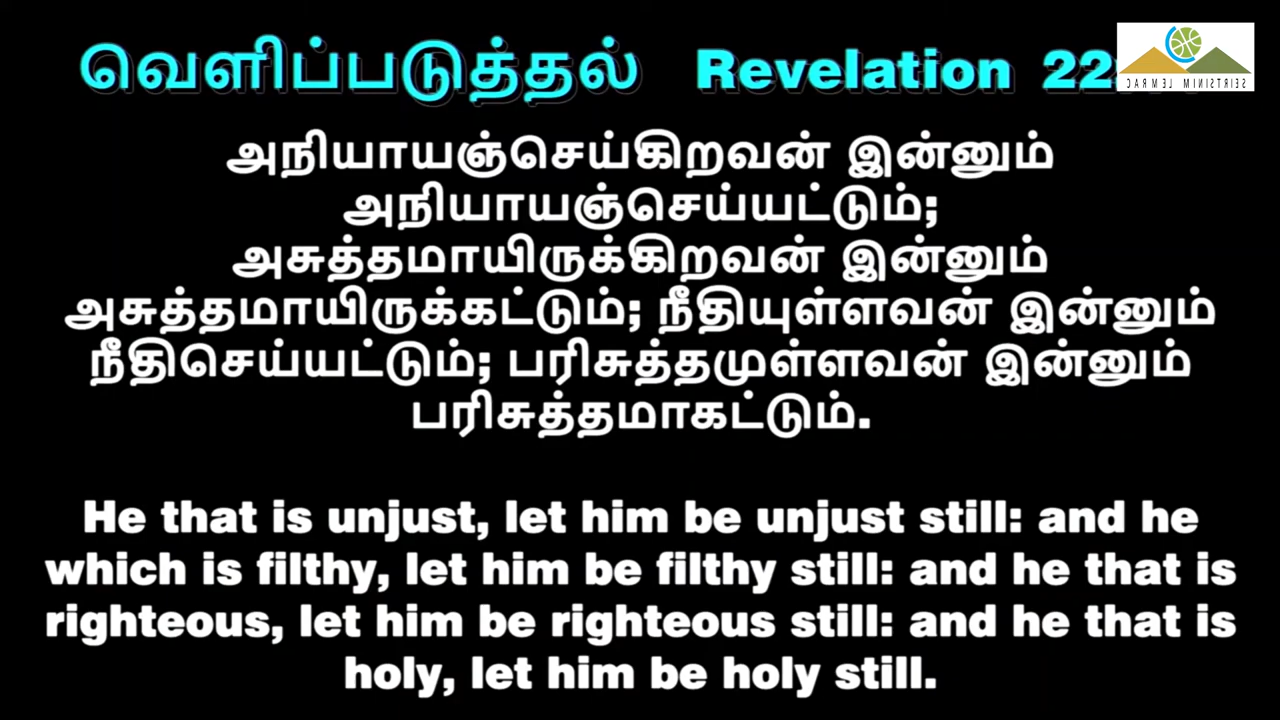 வெளிப்படுத்தல் Revelation 22
அநியாயஞ்செய்கிறவன் இன்னும்
அநியாயஞ்செய்யட்டும்;
அசுத்தமாயிருக்கிறவன் இன்னும்
அசுத்தமாயிருக்கட்டும்; நீதியுள்ளவன் இன்னும்
நீதிசெய்யட்டும்; பரிசுத்தமுள்ளவன் இன்னும்
பரிசுத்தமாகட்டும்.
He that is unjust, let him be unjust still: and he
which is filthy, let him be filthy still: and he that is
righteous, let him be righteous still: and he that is
holy, let him be holy still.
CARMEL MINISTRIES